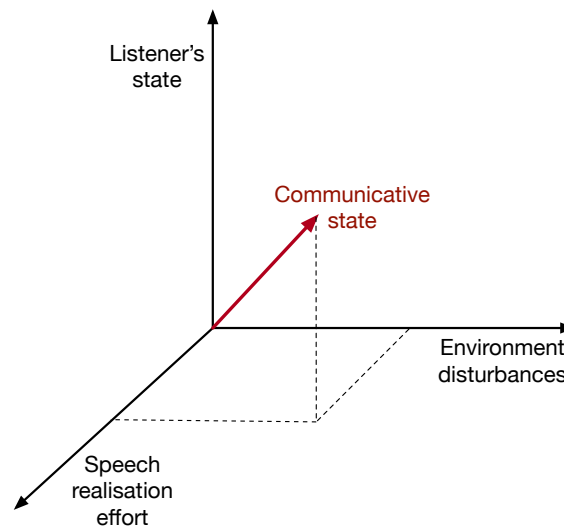 Listener's
state
Communicative
state
Environment
disturbances
Speech
realisation
effort